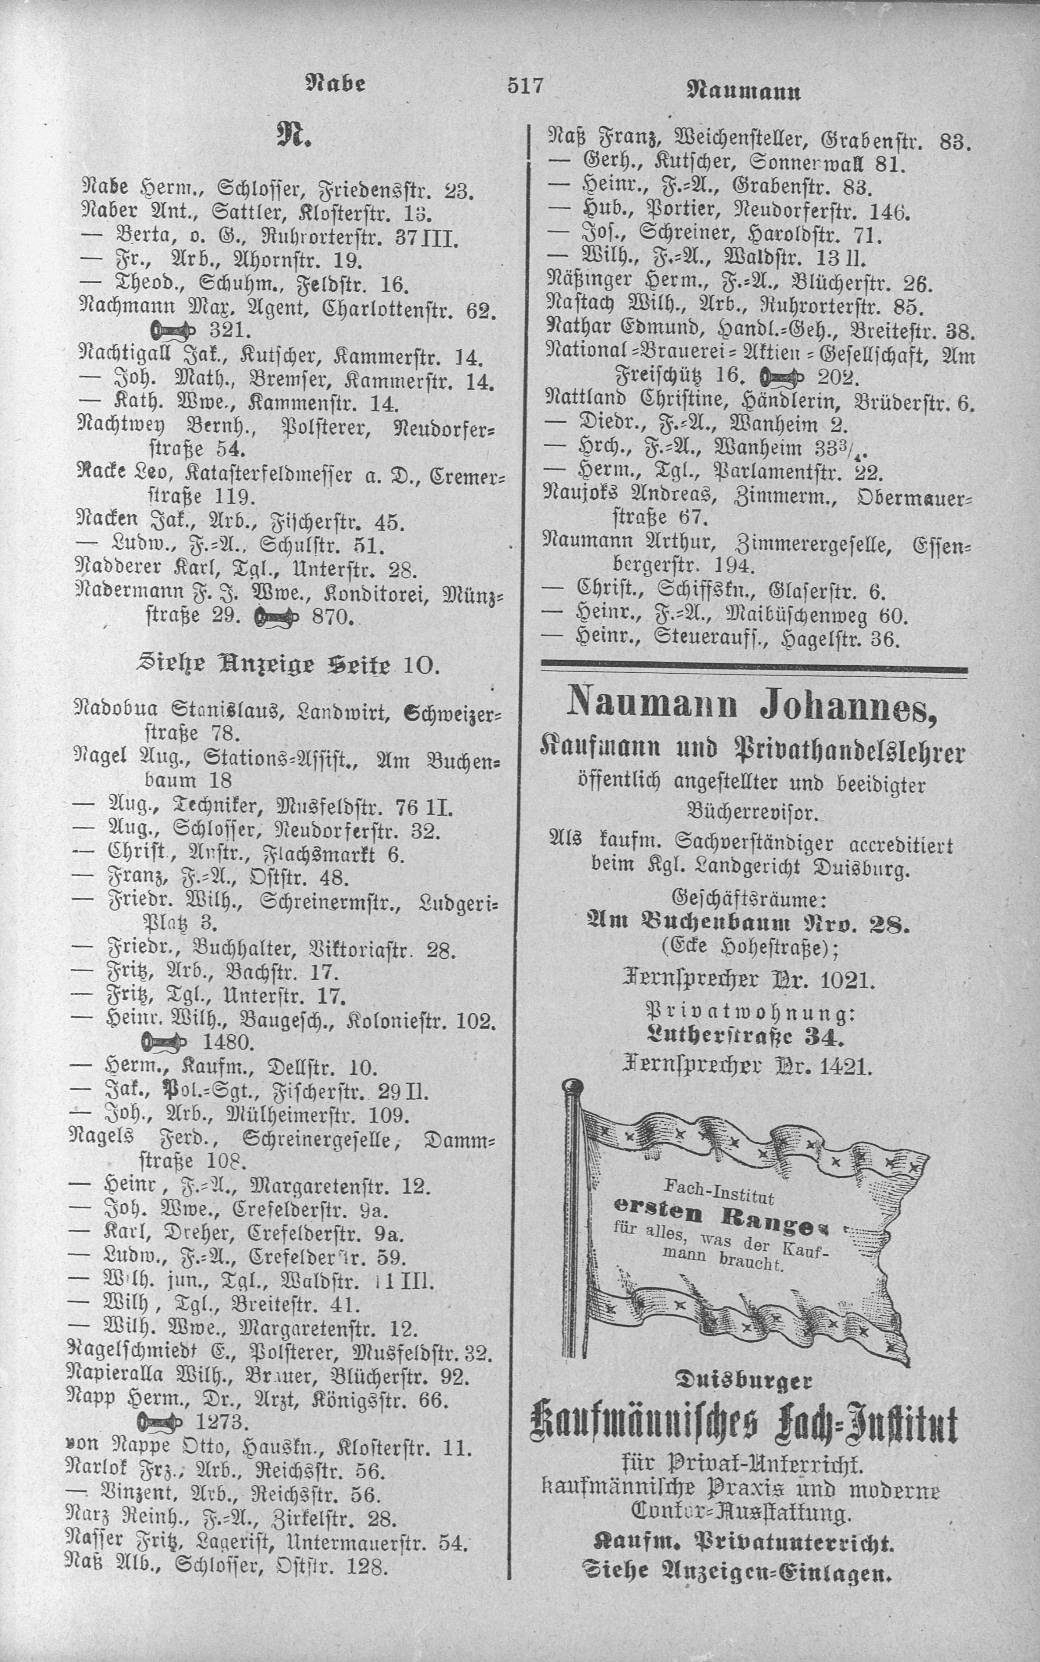 Nabe
517
Naumann
N.
Nabe Herm., Schlosser, Friedensstr. 23.
Naber Ant., Sattler, Klosterstr. 13.
— Berta, o. G., Ruhrorterstr. 37 III.
— Fr., Arb., Ahornstr. 19.
— Theod., Schuhm., Feldstr. 16.
Nachmann Max, Agent, Charlottenstr. 62.
321.
Nachtigall Jak., Kutscher, Kammerstr. 14.
— Joh. Math., Bremser, Kammerstr. 14.
— Kath. Wwe., Kammenstr. 14.
Nachtwey Bernh., Polsterer, Neudorfer-
straße 54.
Racke Leo, Katasterfeldmesser a. D., Cremer-
straße 119.
Nacken Jak., Arb., Fischerstr. 45.
— Ludw., F.-A., Schulstr. 51.
Nadderer Karl, Tgl., Unterstr. 28.
Nadermann F. J. Wwe., Konditorei, Münz-
straße 29. 870.
Siehe Anzeige Seite 10.
Nadobua Stanislaus, Landwirt, Schweizer-
straße 78.
Nagel Aug., Stations-Assist., Am Buchen-
baum 18
— Aug., Techniker, Musfeldstr. 76 II.
— Aug., Schlosser, Neudorferstr. 32.
— Christ., Anstr., Flachsmarkt 6.
— Franz, F.-A., Oststr. 48.
— Friedr. Wilh., Schreinermstr., Ludgeri-
Platz 3.
— Friedr., Buchhalter, Viktoriastr. 28.
— Fritz, Arb., Bachstr. 17.
— Fritz, Tgl., Unterstr. 17.
— Heinr. Wilh., Baugesch., Koloniestr. 102.
1480.
— Herm., Kaufm., Dellstr. 10.
— Jak., Pol.-Sgt., Fischerstr. 29 II.
— Joh., Arb., Mülheimerstr. 109.
Nagels Ferd., Schreinergeselle, Damm-
straße 108.
— Heinr., F.-A., Margaretenstr. 12.
— Joh. Wwe., Crefelderstr. 9a.
— Karl, Dreher, Crefelderstr. 9a.
— Ludw., F.-A., Crefelderstr. 59.
— Wilh. jun., Tgl., Waldstr. 11 III.
— Wilh., Tgl., Breitestr. 41.
— Wilh. Wwe., Margaretenstr. 12.
Nagelschmiedt E., Polsterer, Musfeldstr. 32.
Napieralla Wilh., Brauer, Blücherstr. 92.
Napp Herm., Dr., Arzt, Königsstr. 66.
1273.
von Nappe Otto, Hauskn., Klosterstr. 11.
Narlok Frz., Arb., Reichsstr. 56.
— Vinzent, Arb., Reichsstr. 56.
Narz Reinh., F.-A., Zirkelstr. 28.
Nasser Fritz, Lagerist, Untermauerstr. 54.
Naß Alb., Schlosser, Oststr. 128.
Naß Franz, Weichensteller, Grabenstr. 83.
— Gerh., Kutscher, Sonnenwall 81.
— Heinr., F.-A., Grabenstr. 83.
— Hub., Portier, Neudorferstr. 146.
— Jos., Schreiner, Haroldstr. 71.
— Wilh., F.-A., Waldstr. 13 II.
Näßinger Herm., F.-A., Blücherstr. 26.
Nastach Wilh., Arb., Ruhrorterstr. 85.
Nathar Edmund, Handl.-Geh., Breitestr. 38.
National-Brauerei-Aktien-Gesellschaft, Am
Freischütz 16. 202.
Nattland Christine, Händlerin, Brüderstr. 6.
— Diedr., F.-A., Wanheim 2.
— Hrch., F.-A., Wanheim 33 3/4.
— Herm., Tgl., Parlamentstr. 22.
Naujoks Andreas, Zimmerm., Obermauer-
straße 67.
Naumann Arthur, Zimmerergeselle, Essen-
bergerstr. 194.
— Christ., Schiffskn., Glaserstr. 6.
— Heinr., F.-A., Maibüschenweg 60.
— Heinr., Steuerauff., Hagelstr. 36.
Naumann Johannes,
Kaufmann und Privathandelslehrer
öffentlich angestellter und beeidigter
Bücherrevisor.
Als kaufm. Sachverständiger accreditiert
beim Kgl. Landgericht Duisburg.
Geschäftsräume:
Am Buchenbaum Nro. 28.
(Ecke Hohestraße);
Fernsprecher Nr. 1021.
Privatwohnung:
Lutherstraße 34.
Fernsprecher Nr. 1421.
Fach-Institut
ersten Ranges
für alles, was der Kauf-
mann braucht.
Duisburger
Kaufmännisches Fach-Institut
für Privat-Unterricht.
kaufmännische Praxis und moderne
Contor-Ausstattung.
Kaufm. Privatunterricht.
Siehe Anzeigen-Einlagen.